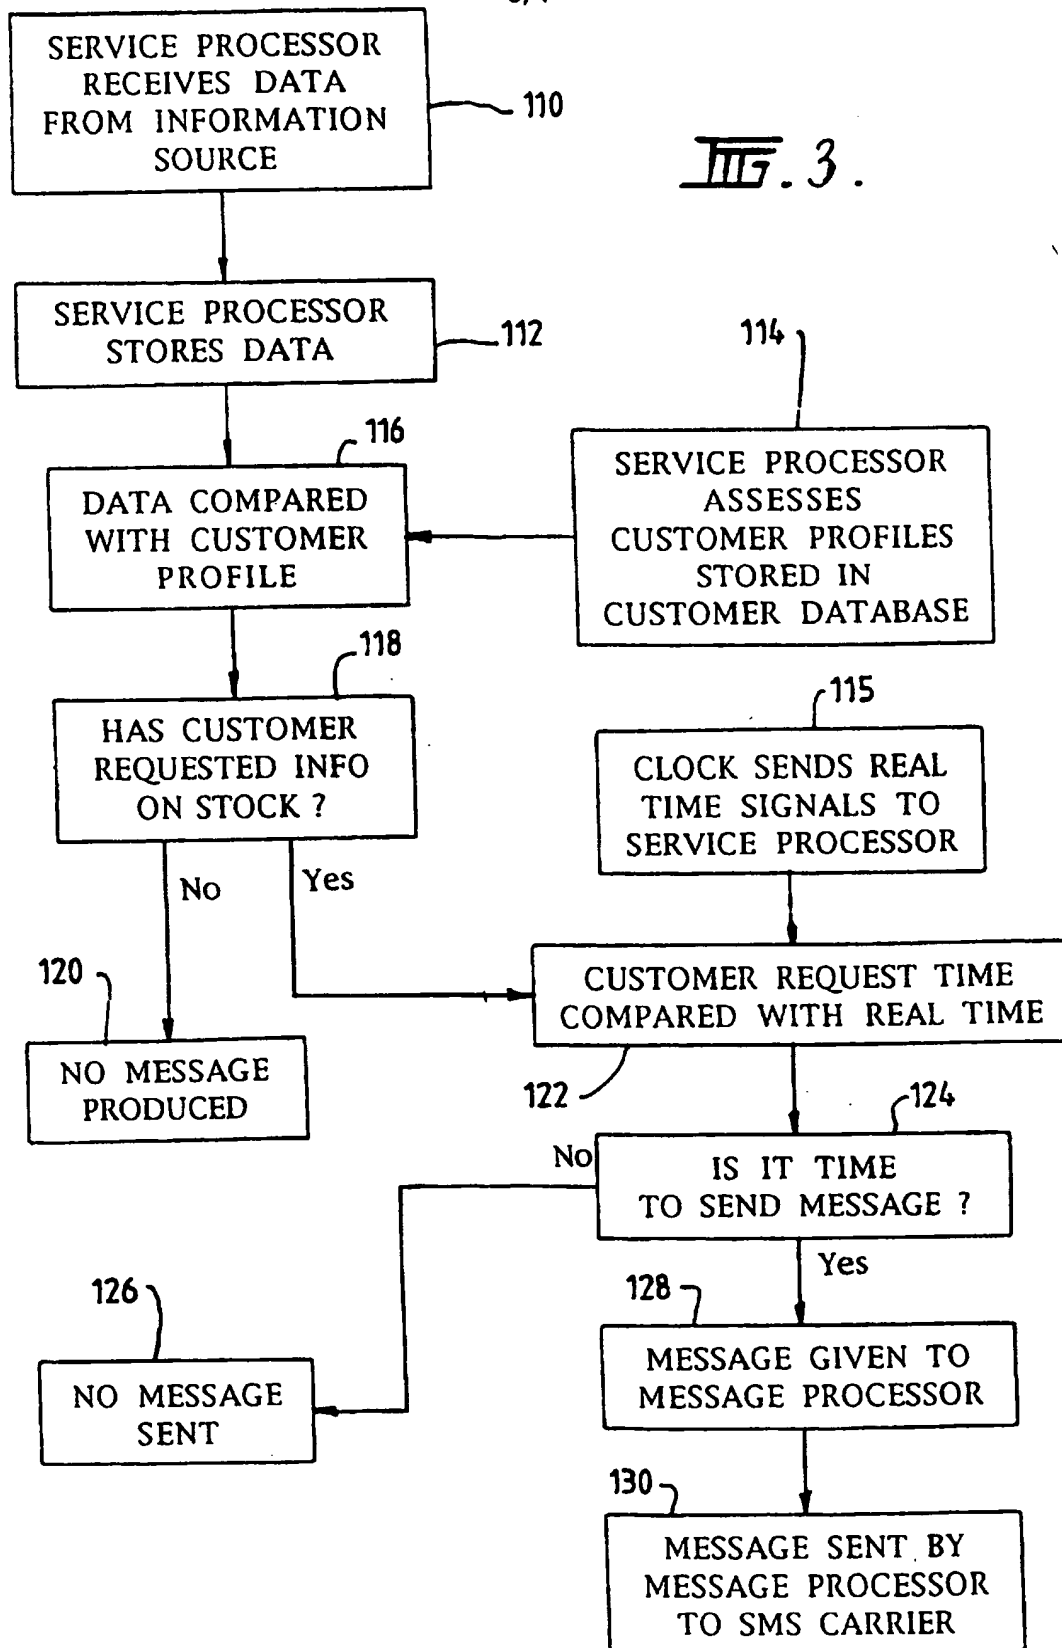 SERVICE PROCESSOR
RECEIVES DATA
FROM INFORMATION
SOURCE
110
FIG. 3.
SERVICE PROCESSOR
STORES DATA
112
114
116
DATA COMPARED
WITH CUSTOMER
PROFILE
SERVICE PROCESSOR
ASSESSES
CUSTOMER PROFILES
STORED IN
CUSTOMER DATABASE
118
HAS CUSTOMER
REQUESTED INFO
ON STOCK ?
115
CLOCK SENDS REAL
TIME SIGNALS TO
SERVICE PROCESSOR
No
Yes
120
NO MESSAGE
PRODUCED
CUSTOMER REQUEST TIME
COMPARED WITH REAL TIME
122
124
No
IS IT TIME
TO SEND MESSAGE ?
Yes
126
NO MESSAGE
SENT
128
MESSAGE GIVEN TO
MESSAGE PROCESSOR
130
MESSAGE SENT BY
MESSAGE PROCESSOR
TO SMS CARRIER